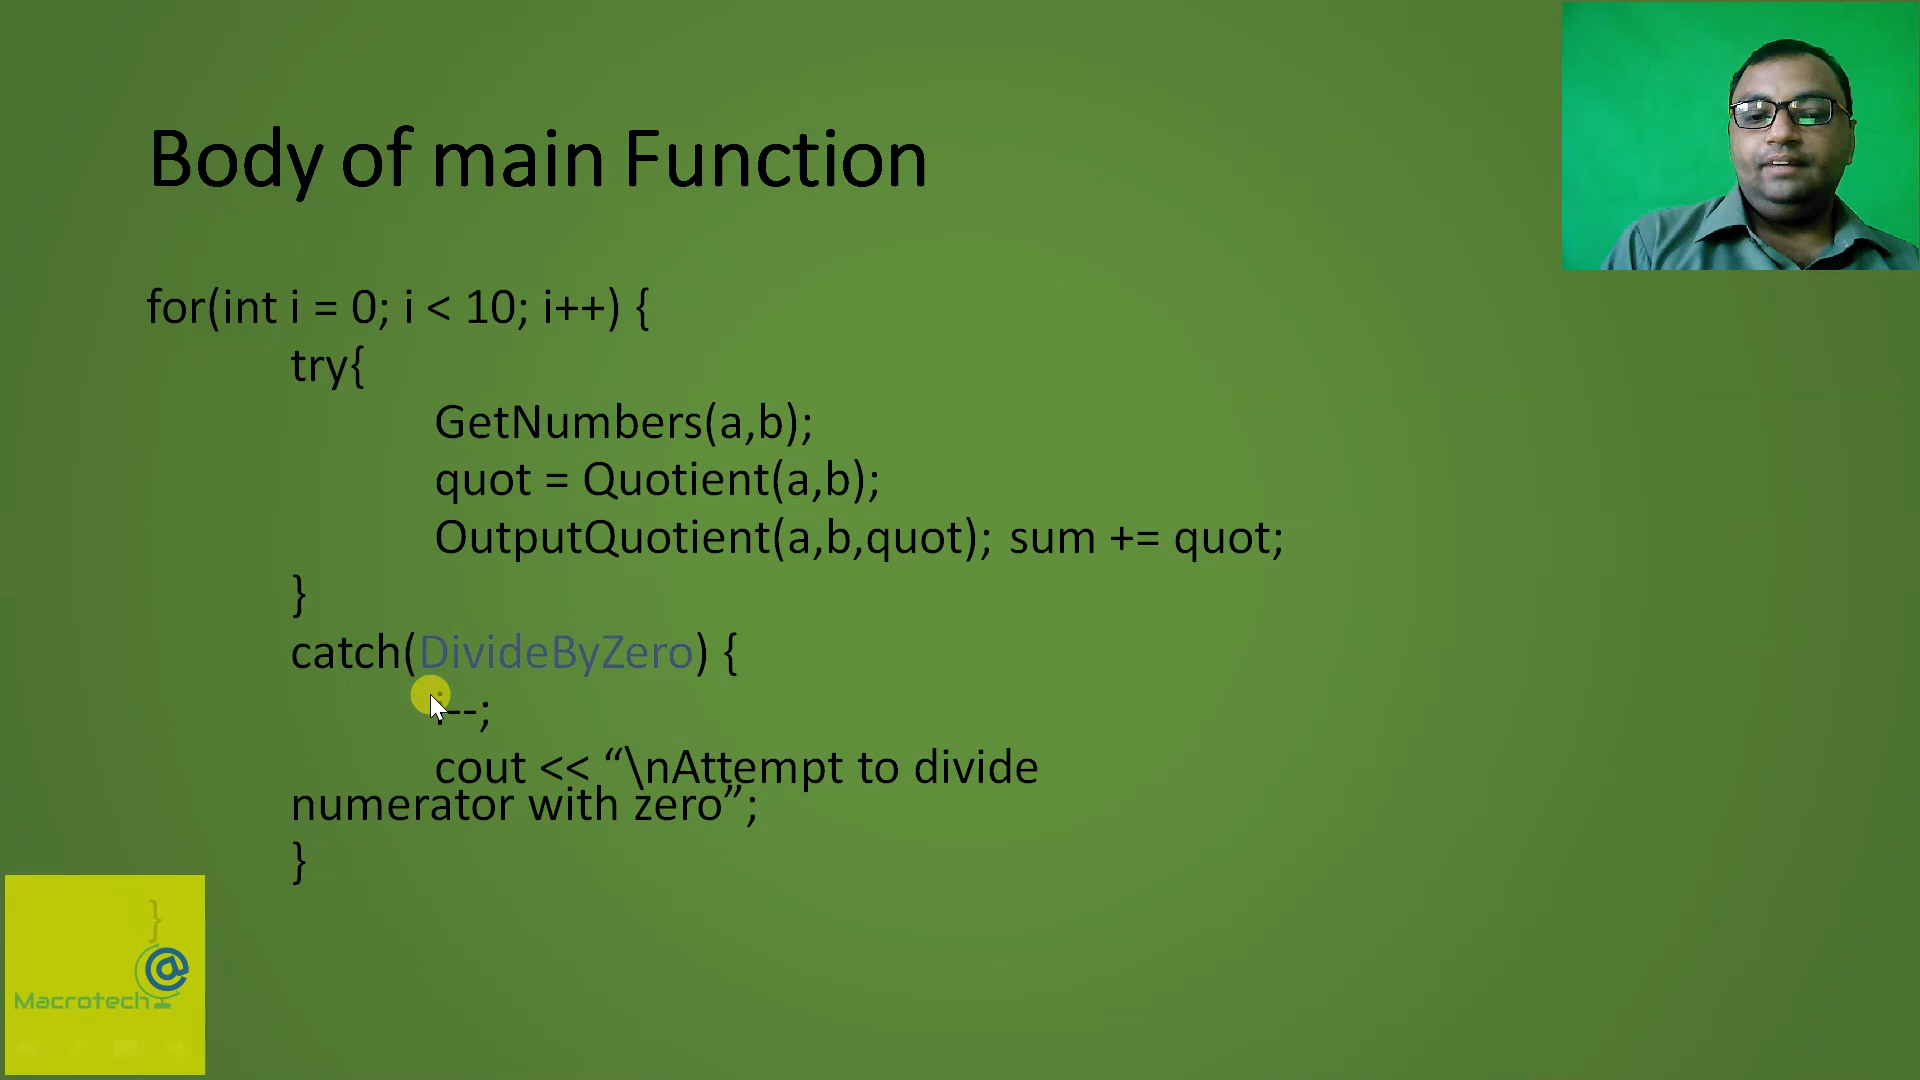 Body of main Function
for(int i = 0; i < 10; i++) {
try{
GetNumbers(a,b);
quot = Quotient(a,b);
OutputQuotient(a,b,quot); sum += quot;
}
catch(DivideByZero) {
i--;
cout << “\nAttempt to divide
numerator with zero”;
}
}
@
Macrotech